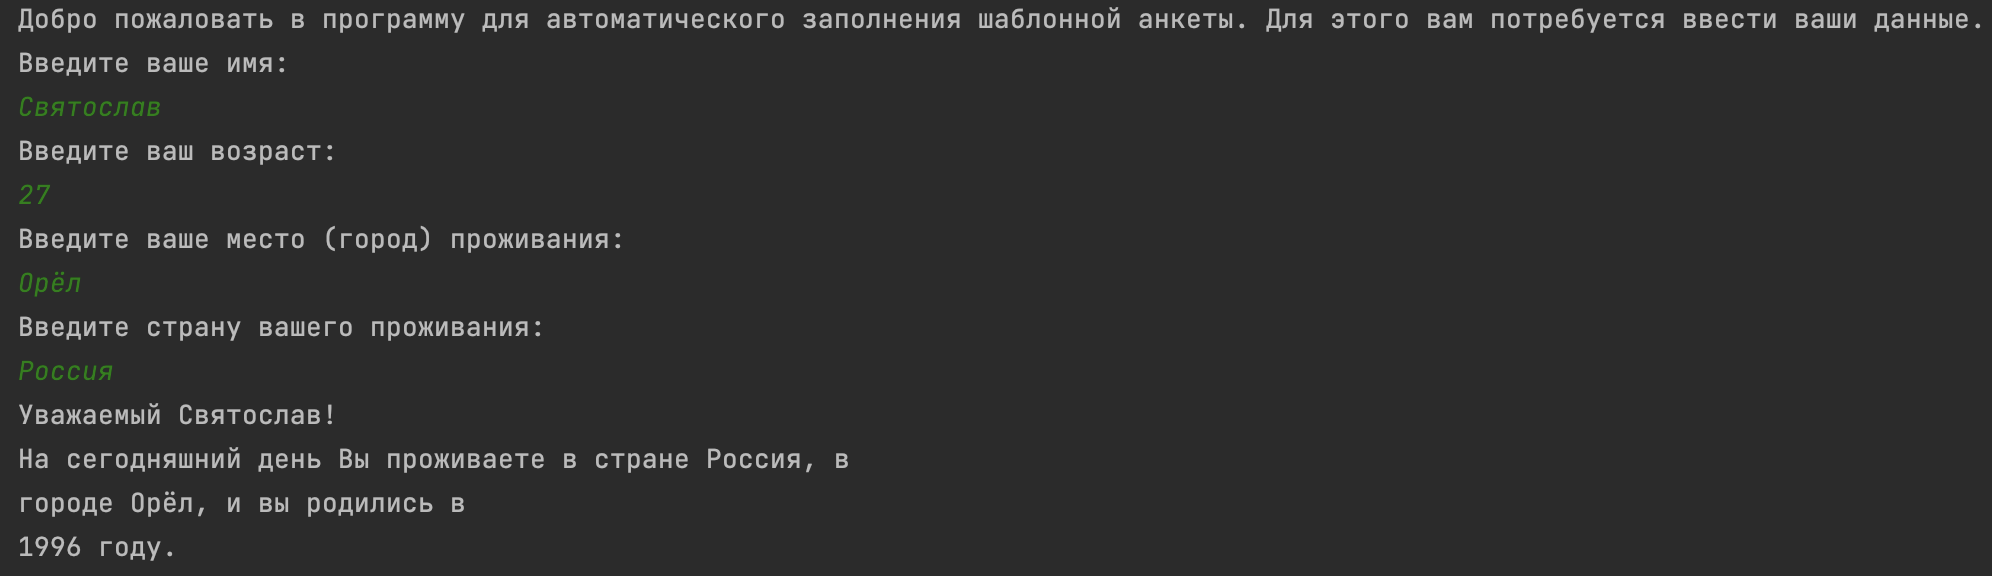 Добро пожаловать в программу для автоматического заполнения шаблонной анкеты. Для этого вам потребуется ввести ваши данные.
Введите ваше имя:
Святослав
Введите ваш возраст:
27
Введите ваше место (город) проживания:
Орёл
Введите страну вашего проживания:
Россия
Уважаемый Святослав!
На сегодняшний день Вы проживаете в стране Россия, в
городе Орёл, и вы родились в
1996 году.